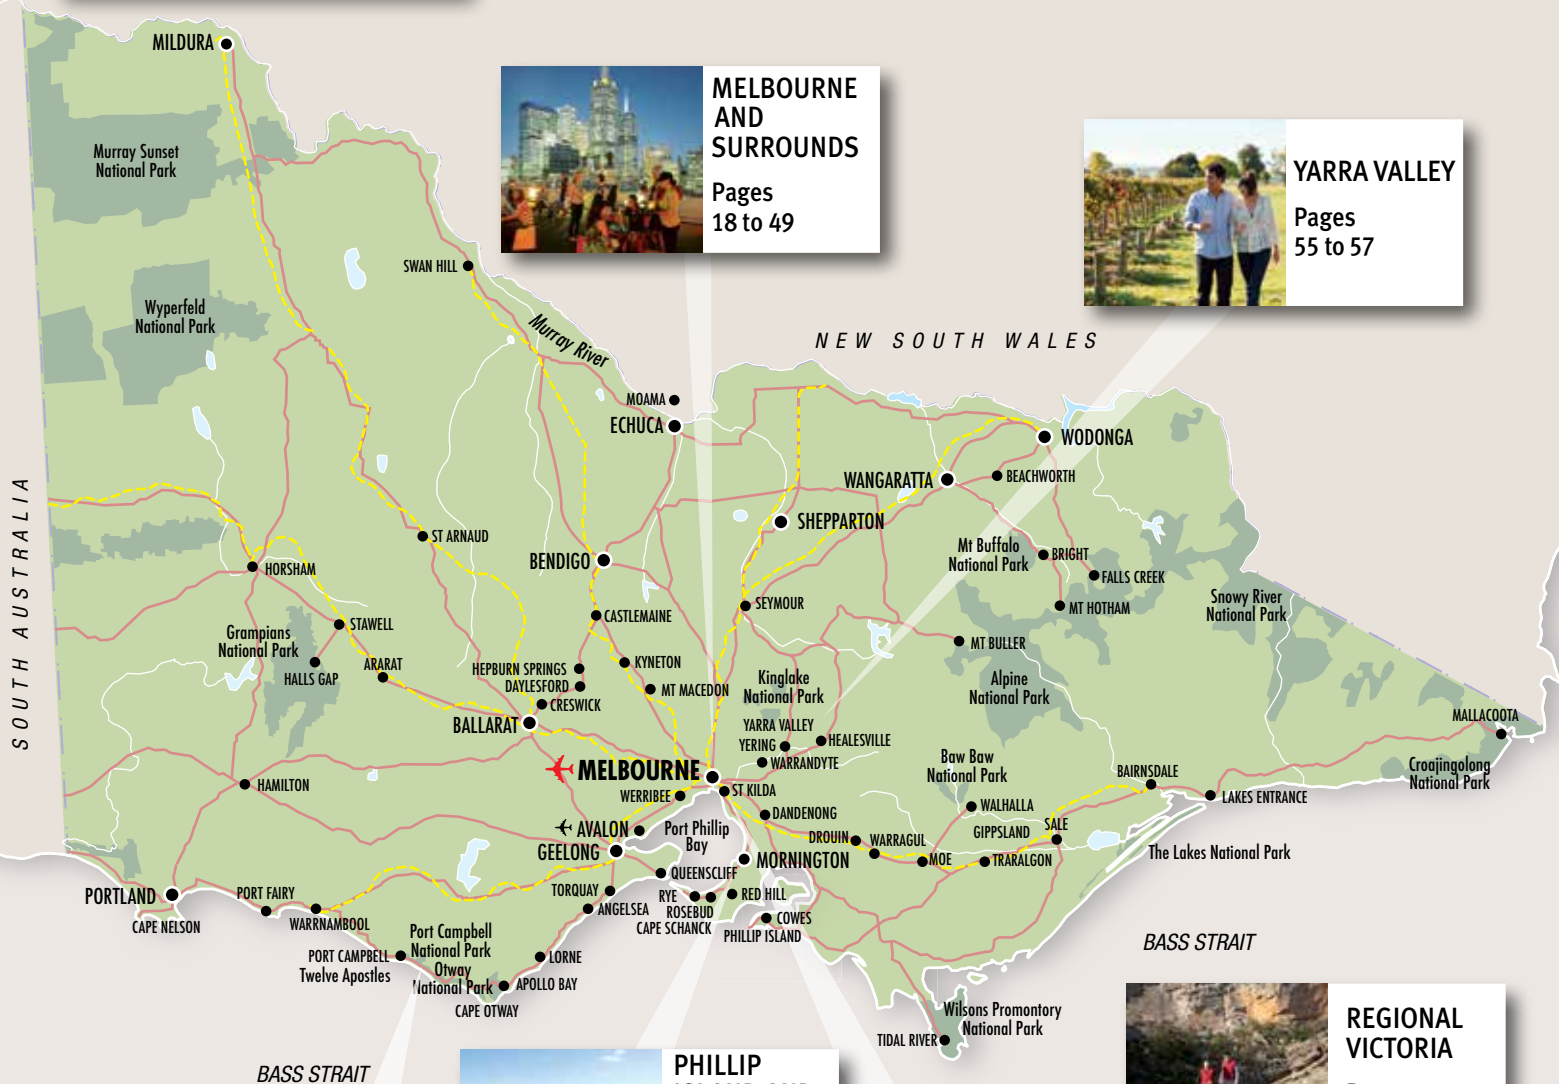 MILDURA
Murray Sunset
National Park
MELBOURNE
AND
SURROUNDS
Pages
18 to 49
YARRA VALLEY
Pages
55 to 57
SWAN HILL
Wyperfeld
National Park
Murray River
NEW SOUTH WALES
MOAMA
ECHUCA
WODONGA
WANGARATTA
BEACHWORTH
SOUTH AUSTRALIA
SHEPPARTON
ST ARNAUD
BENDIGO
Mt Buffalo
National Park
BRIGHT
FALLS CREEK
HORSHAM
MT HOTHAM
Snowy River
National Park
SEYMOUR
CASTLEMAINE
STAWELL
Grampians
National Park
HALLS GAP
ARARAT
MT BULLER
HEPBURN SPRINGS
DAYLESFORD
KYNETON
MT MACEDON
CRESWICK
Kinglake
National Park
Alpine
National Park
BALLARAT
YARRA VALLEY
YERING
HEALESVILLE
WARRANDYTE
MALLACOOTA
MELBOURNE
Baw Baw
National Park
BAIRNSDALE
Croajingolong
National Park
HAMILTON
WERRIBEE
ST KILDA
LAKES ENTRANCE
DANDENONG
WALHALLA
AVALON
Port Phillip
Bay
GIPPSLAND
SALE
DROUIN
WARRAGUL
GEELONG
MORNINGTON
MOE
TRARALGON
The Lakes National Park
QUEENSCLIFF
PORTLAND
PORT FAIRY
TORQUAY
RYE
ROSEBUD
RED HILL
CAPE NELSON
WARRNAMBOOL
ANGELSEA
CAPE SCHANCK
COWES
PHILLIP ISLAND
Port Campbell
National Park
PORT CAMPBELL
Twelve Apostles
Otway
National Park
LORNE
APOLLO BAY
CAPE OTWAY
BASS STRAIT
Wilsons Promontory
National Park
TIDAL RIVER
BASS STRAIT
PHILLIP
REGIONAL
VICTORIA